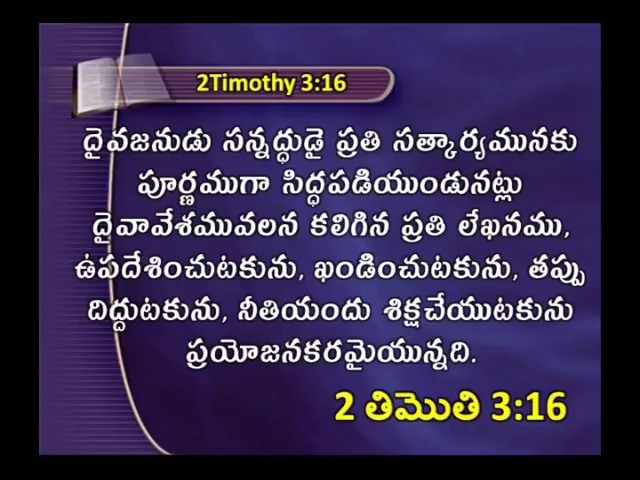 2Timothy 3:16
దైవజనుడు సన్నద్ధుడై ప్రతి సత్కార్యమునకు
పూర్ణముగా సిద్ధపడియుండునట్లు
దైవావేశమువలన కలిగిన ప్రతి లేఖనము,
ఉపదేశించుటకును, ఖండించుటకును, తప్పు
దిద్దుటకును, నీతియందు శిక్షచేయుటకును
ప్రయోజనకరమైయున్నది.
2 తిమొతి 3:16